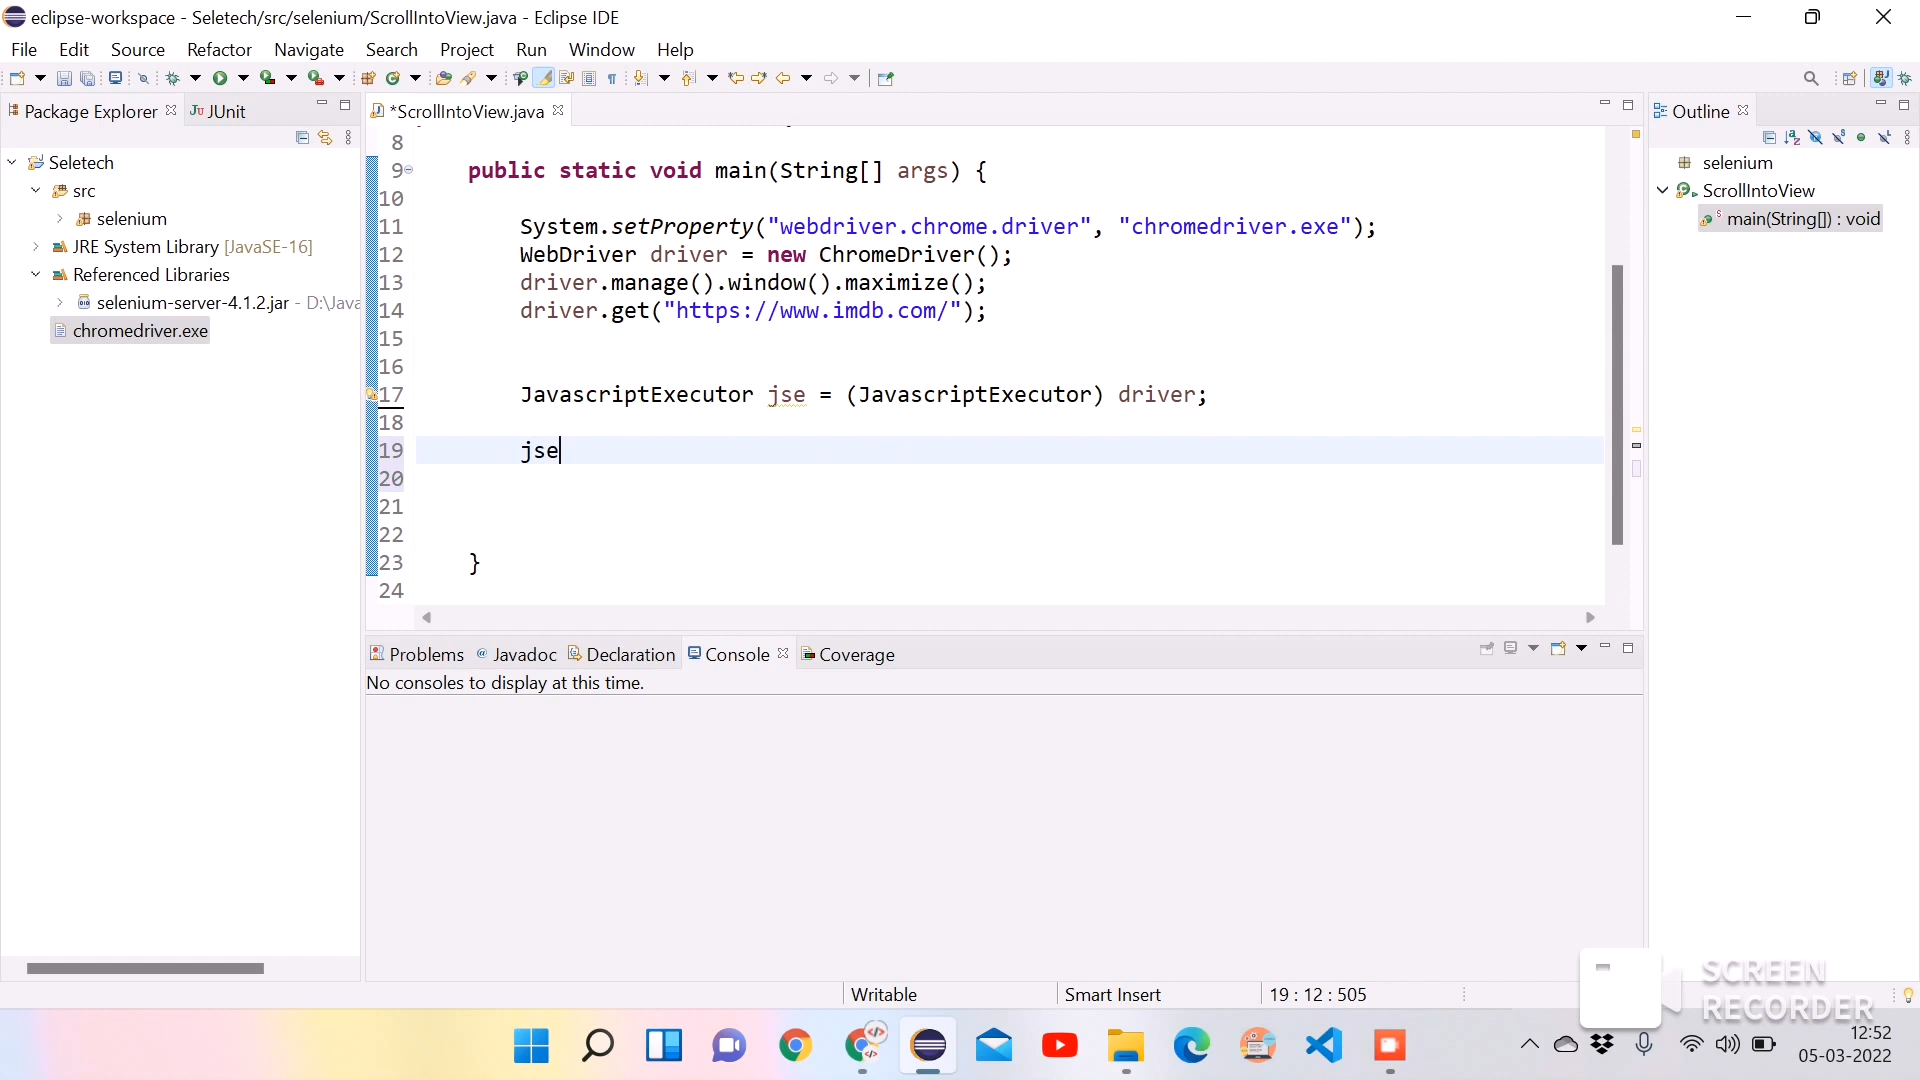 eclipse-workspace - Seletech/src/selenium/ScrollIntoView.java - Eclipse IDE
File Edit Source Refactor Navigate Search Project Run Window Help
Package Explorer JUnit
*ScrollIntoView.java
Outline
Seletech
src
selenium
JRE System Library [JavaSE-16]
Referenced Libraries
selenium-server-4.1.2.jar - D:\Java
chromedriver.exe
8
9 public static void main(String[] args) {
10
11 System.setProperty("webdriver.chrome.driver", "chromedriver.exe");
12 WebDriver driver = new ChromeDriver();
13 driver.manage().window().maximize();
14 driver.get("https://www.imdb.com/");
15
16
17 JavascriptExecutor jse = (JavascriptExecutor) driver;
18
19 jse
20
21
22
23 }
24
selenium
ScrollIntoView
main(String[]) : void
Problems Javadoc Declaration Console Coverage
No consoles to display at this time.
Writable Smart Insert 19 : 12 : 505
SCREEN
RECORDER
12:52
05-03-2022